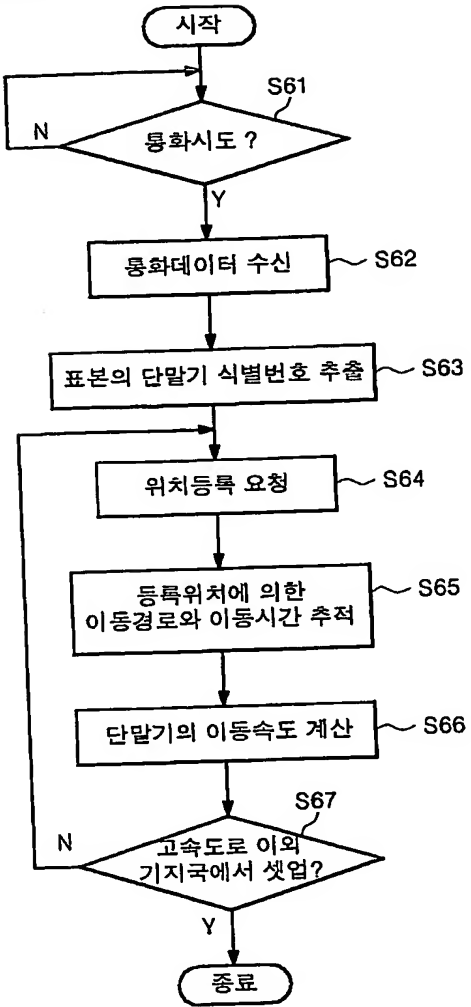 시작
S61
통화시도 ?
N
Y
통화데이터 수신
S62
표본의 단말기 식별번호 추출
S63
위치등록 요청
S64
등록위치에 의한
이동경로와 이동시간 추적
S65
단말기의 이동속도 계산
S66
S67
고속도로 이외
기지국에서 셋업?
N
Y
종료